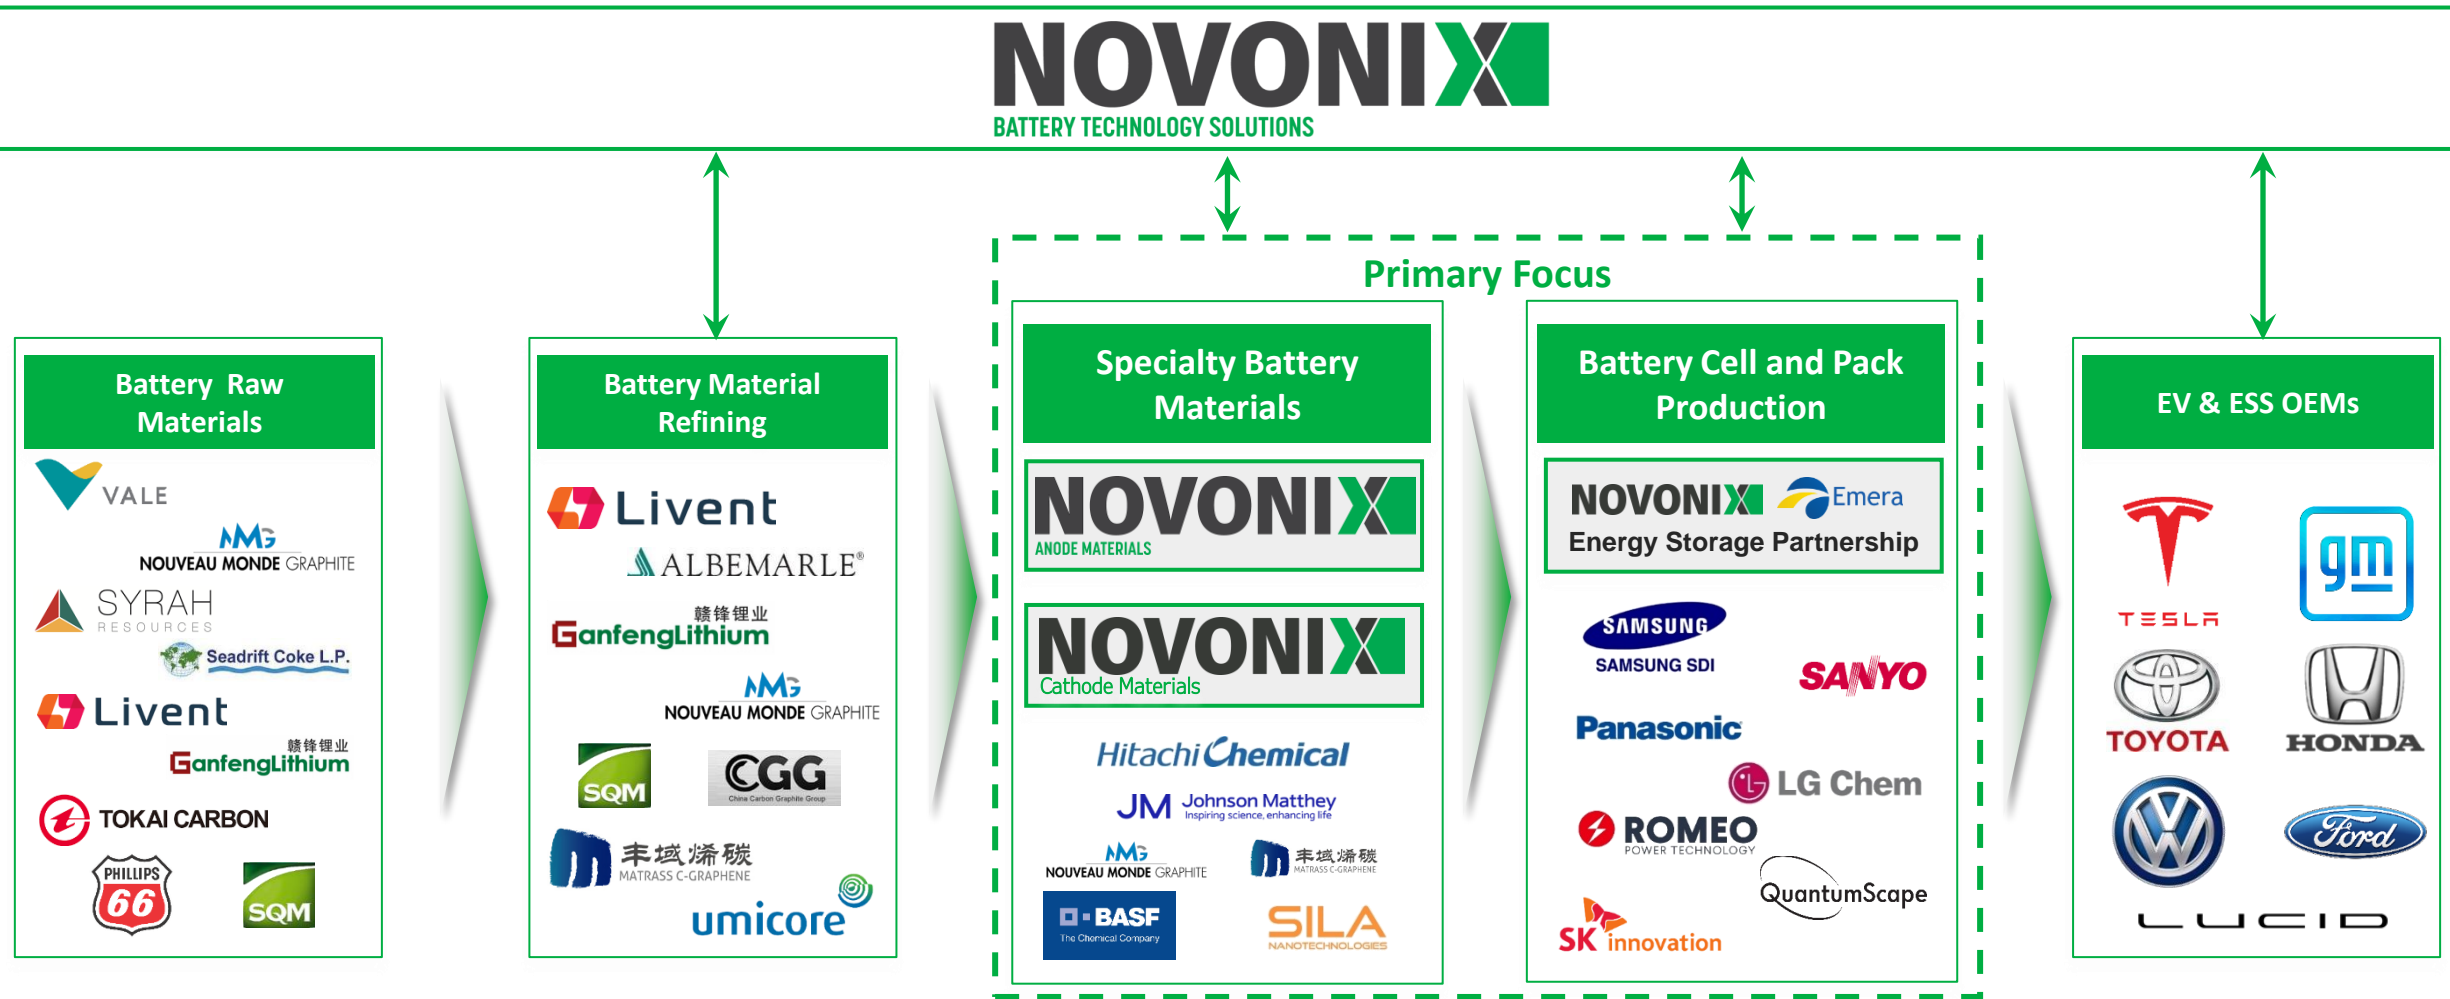 NOVONIX
BATTERY TECHNOLOGY SOLUTIONS
Primary Focus
Battery Raw
Materials
VALE
NMG
NOUVEAU MONDE GRAPHITE
SYRAH
RESOURCES
Seadrift Coke L.P.
Livent
赣锋锂业
GanfengLithium
TOKAI CARBON
PHILLIPS
66
SQM
Battery Material
Refining
Livent
ALBEMARLE®
赣锋锂业
GanfengLithium
NMG
NOUVEAU MONDE GRAPHITE
SQM
CGG
China Carbon Graphite Group
丰域烯碳
MATRASS C-GRAPHENE
umicore
Specialty Battery
Materials
NOVONIX
ANODE MATERIALS
NOVONIX
Cathode Materials
Hitachi Chemical
JM Johnson Matthey
Inspiring science, enhancing life
NMG
NOUVEAU MONDE GRAPHITE
丰域烯碳
MATRASS C-GRAPHENE
BASF
The Chemical Company
SILA
NANOTECHNOLOGIES
Battery Cell and Pack
Production
NOVONIX Emera
Energy Storage Partnership
SAMSUNG
SAMSUNG SDI
SANYO
Panasonic
LG Chem
ROMEO
POWER TECHNOLOGY
QuantumScape
SK innovation
EV & ESS OEMs
TESLA
gm
TOYOTA
HONDA
VW
Ford
LUCID